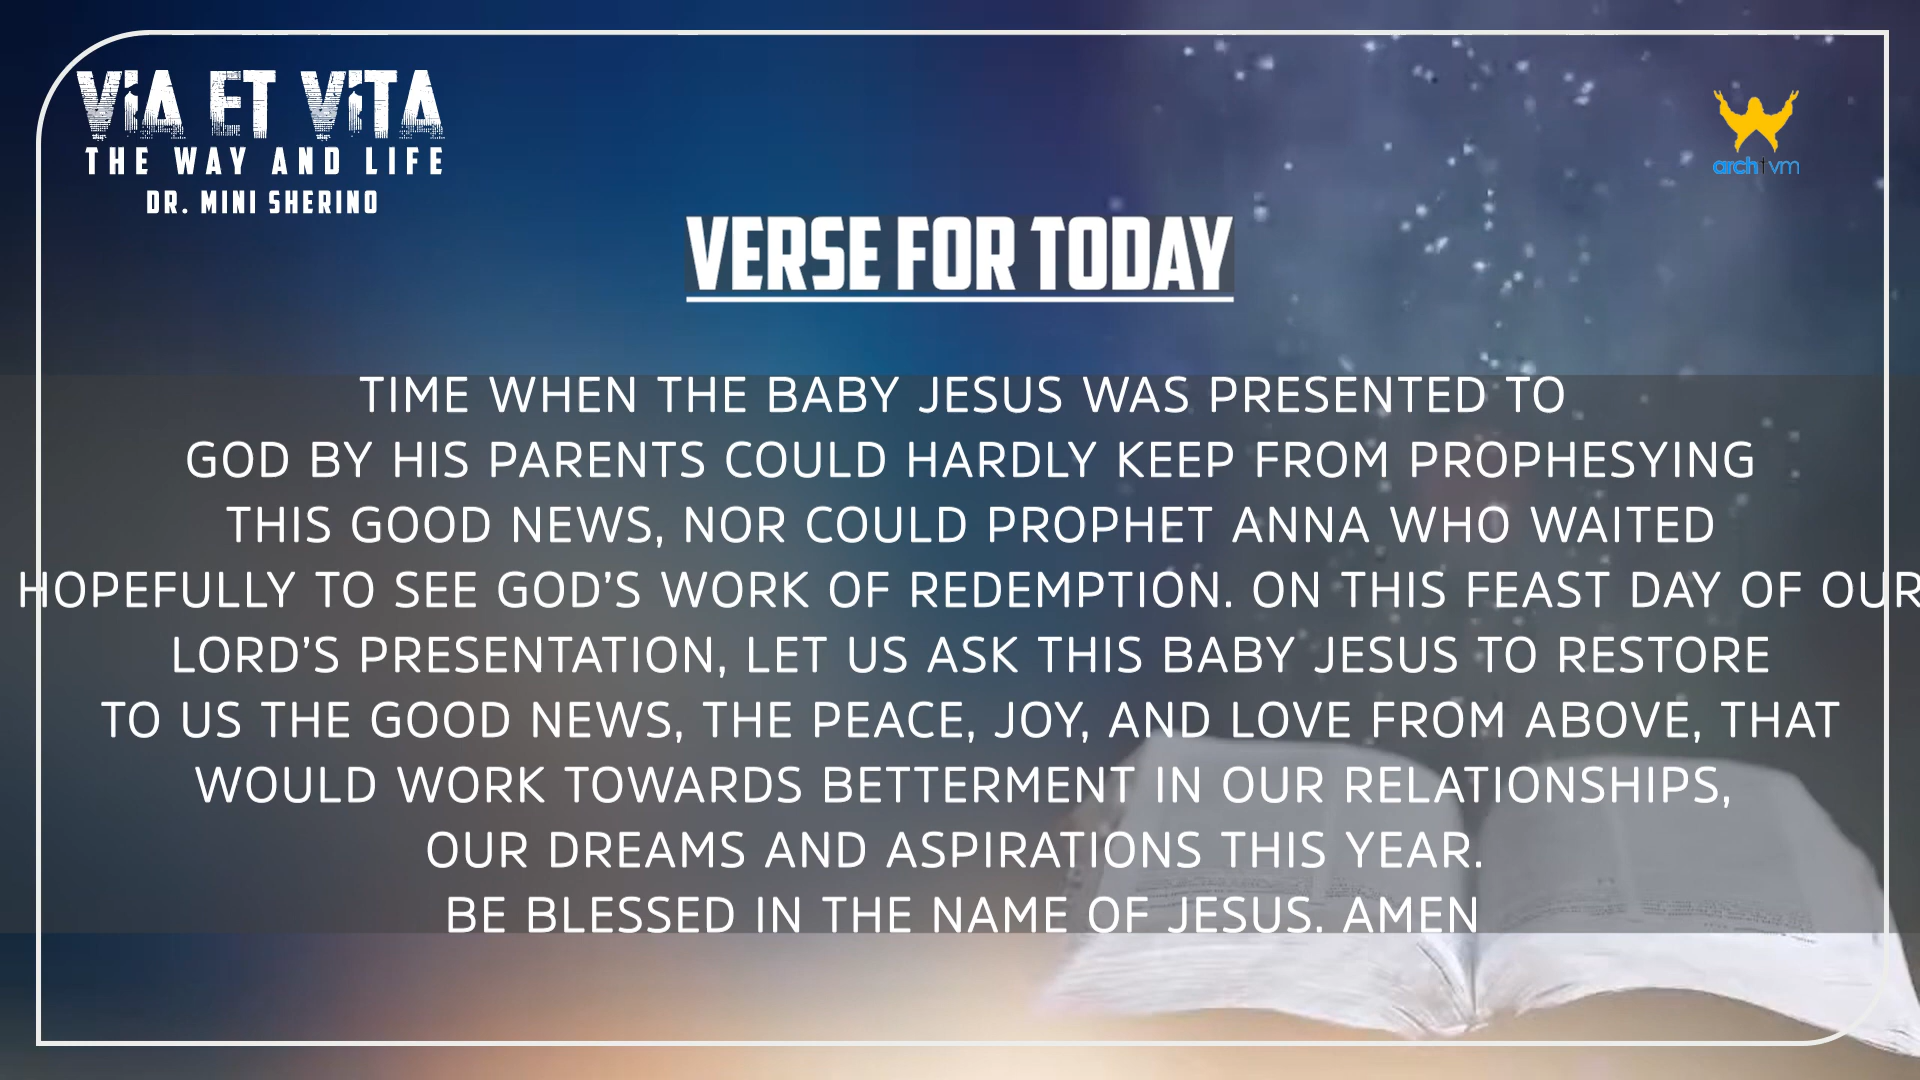 ViA ET ViTA
THE WAY AND LIFE
DR. MINI SHERINO
archtvm
VERSE FOR TODAY
TIME WHEN THE BABY JESUS WAS PRESENTED TO
GOD BY HIS PARENTS COULD HARDLY KEEP FROM PROPHESYING
THIS GOOD NEWS, NOR COULD PROPHET ANNA WHO WAITED
HOPEFULLY TO SEE GOD’S WORK OF REDEMPTION. ON THIS FEAST DAY OF OUR
LORD’S PRESENTATION, LET US ASK THIS BABY JESUS TO RESTORE
TO US THE GOOD NEWS, THE PEACE, JOY, AND LOVE FROM ABOVE, THAT
WOULD WORK TOWARDS BETTERMENT IN OUR RELATIONSHIPS,
OUR DREAMS AND ASPIRATIONS THIS YEAR.
BE BLESSED IN THE NAME OF JESUS. AMEN